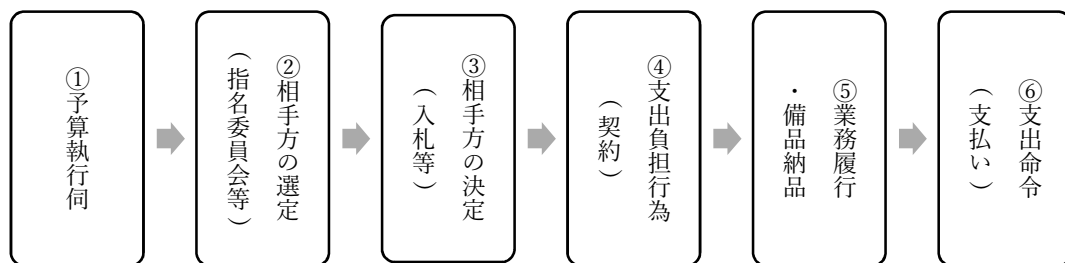 ①予算執行伺
②相手方の選定
（指名委員会等）
③相手方の決定
（入札等）
④支出負担行為
（契約）
⑤業務履行
・備品納品
⑥支出命令
（支払い）